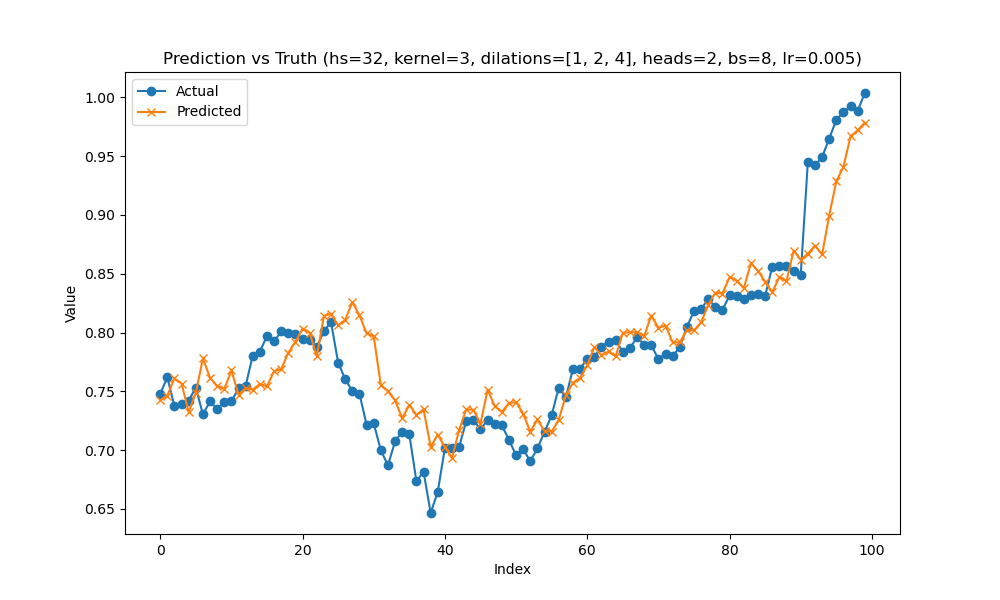 Prediction vs Truth (hs=32, kernel=3, dilations=[1, 2, 4], heads=2, bs=8, lr=0.005)
Actual
Predicted
1.00
0.95
0.90
0.85
0.80
0.75
0.70
0.65
Value
0 20 40 60 80 100
Index